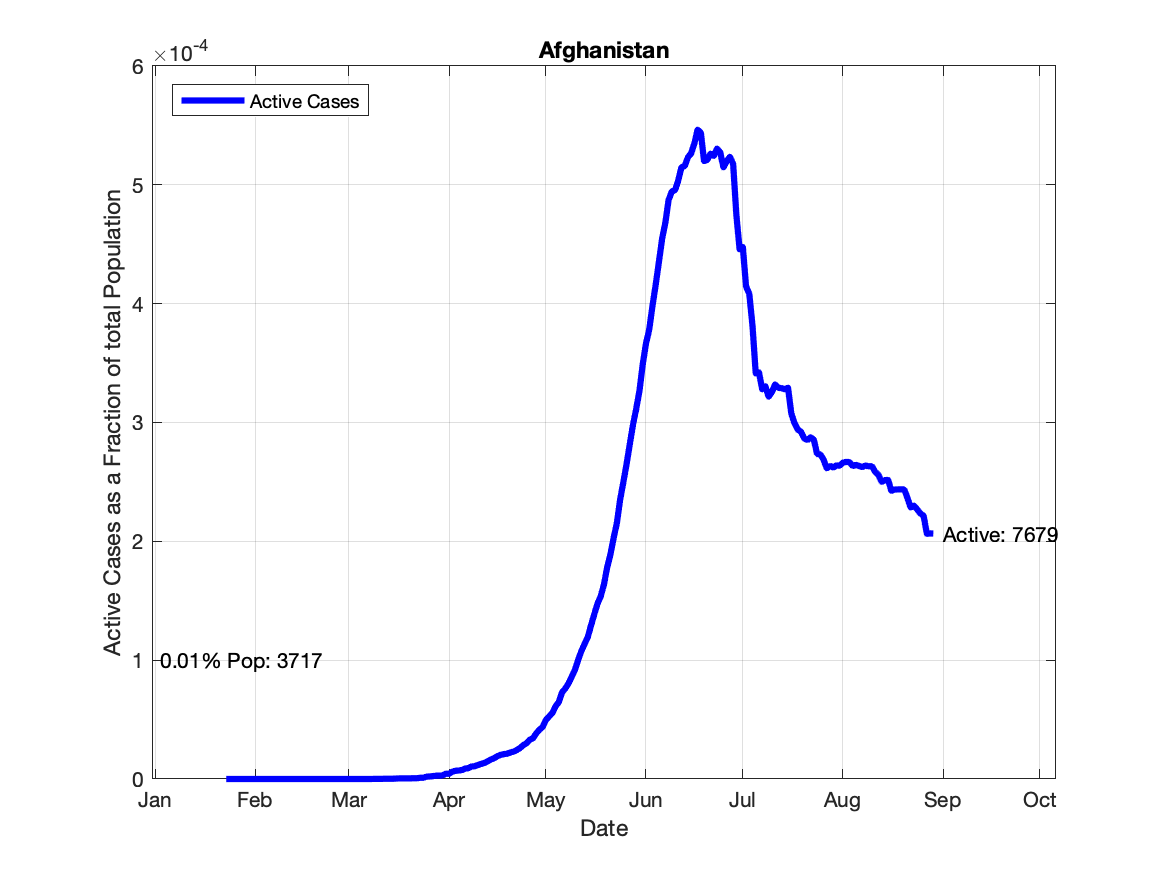 Afghanistan
×10-4
Active Cases
6
5
4
3
2
1
0
Active Cases as a Fraction of total Population
0.01% Pop: 3717
Active: 7679
Jan Feb Mar Apr May Jun Jul Aug Sep Oct
Date